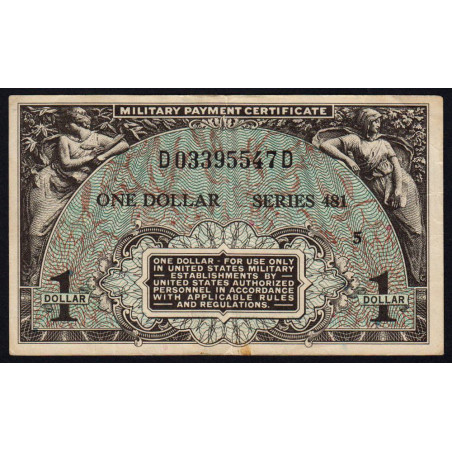 MILITARY PAYMENT CERTIFICATE
D03395547D
ONE DOLLAR SERIES 481
5
ONE DOLLAR - FOR USE ONLY
IN UNITED STATES MILITARY
ESTABLISHMENTS BY
UNITED STATES AUTHORIZED
PERSONNEL IN ACCORDANCE
WITH APPLICABLE RULES
AND REGULATIONS.
1 DOLLAR
1 DOLLAR